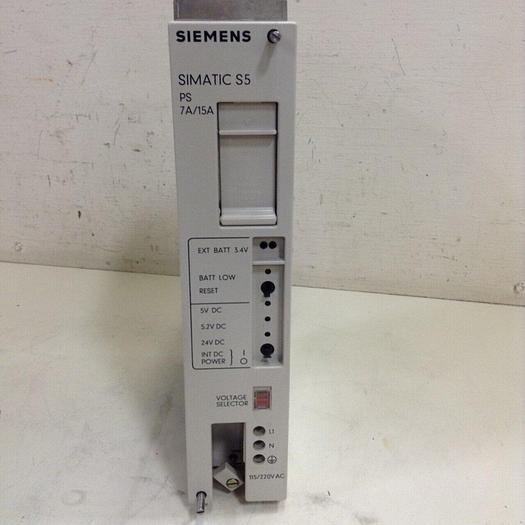 SIEMENS
SIMATIC S5
PS
7A/15A
EXT BATT 3.4V
BATT LOW
RESET
5V DC
5.2V DC
24V DC
INT DC I
POWER O
VOLTAGE
SELECTOR
L1
N
115/220V AC